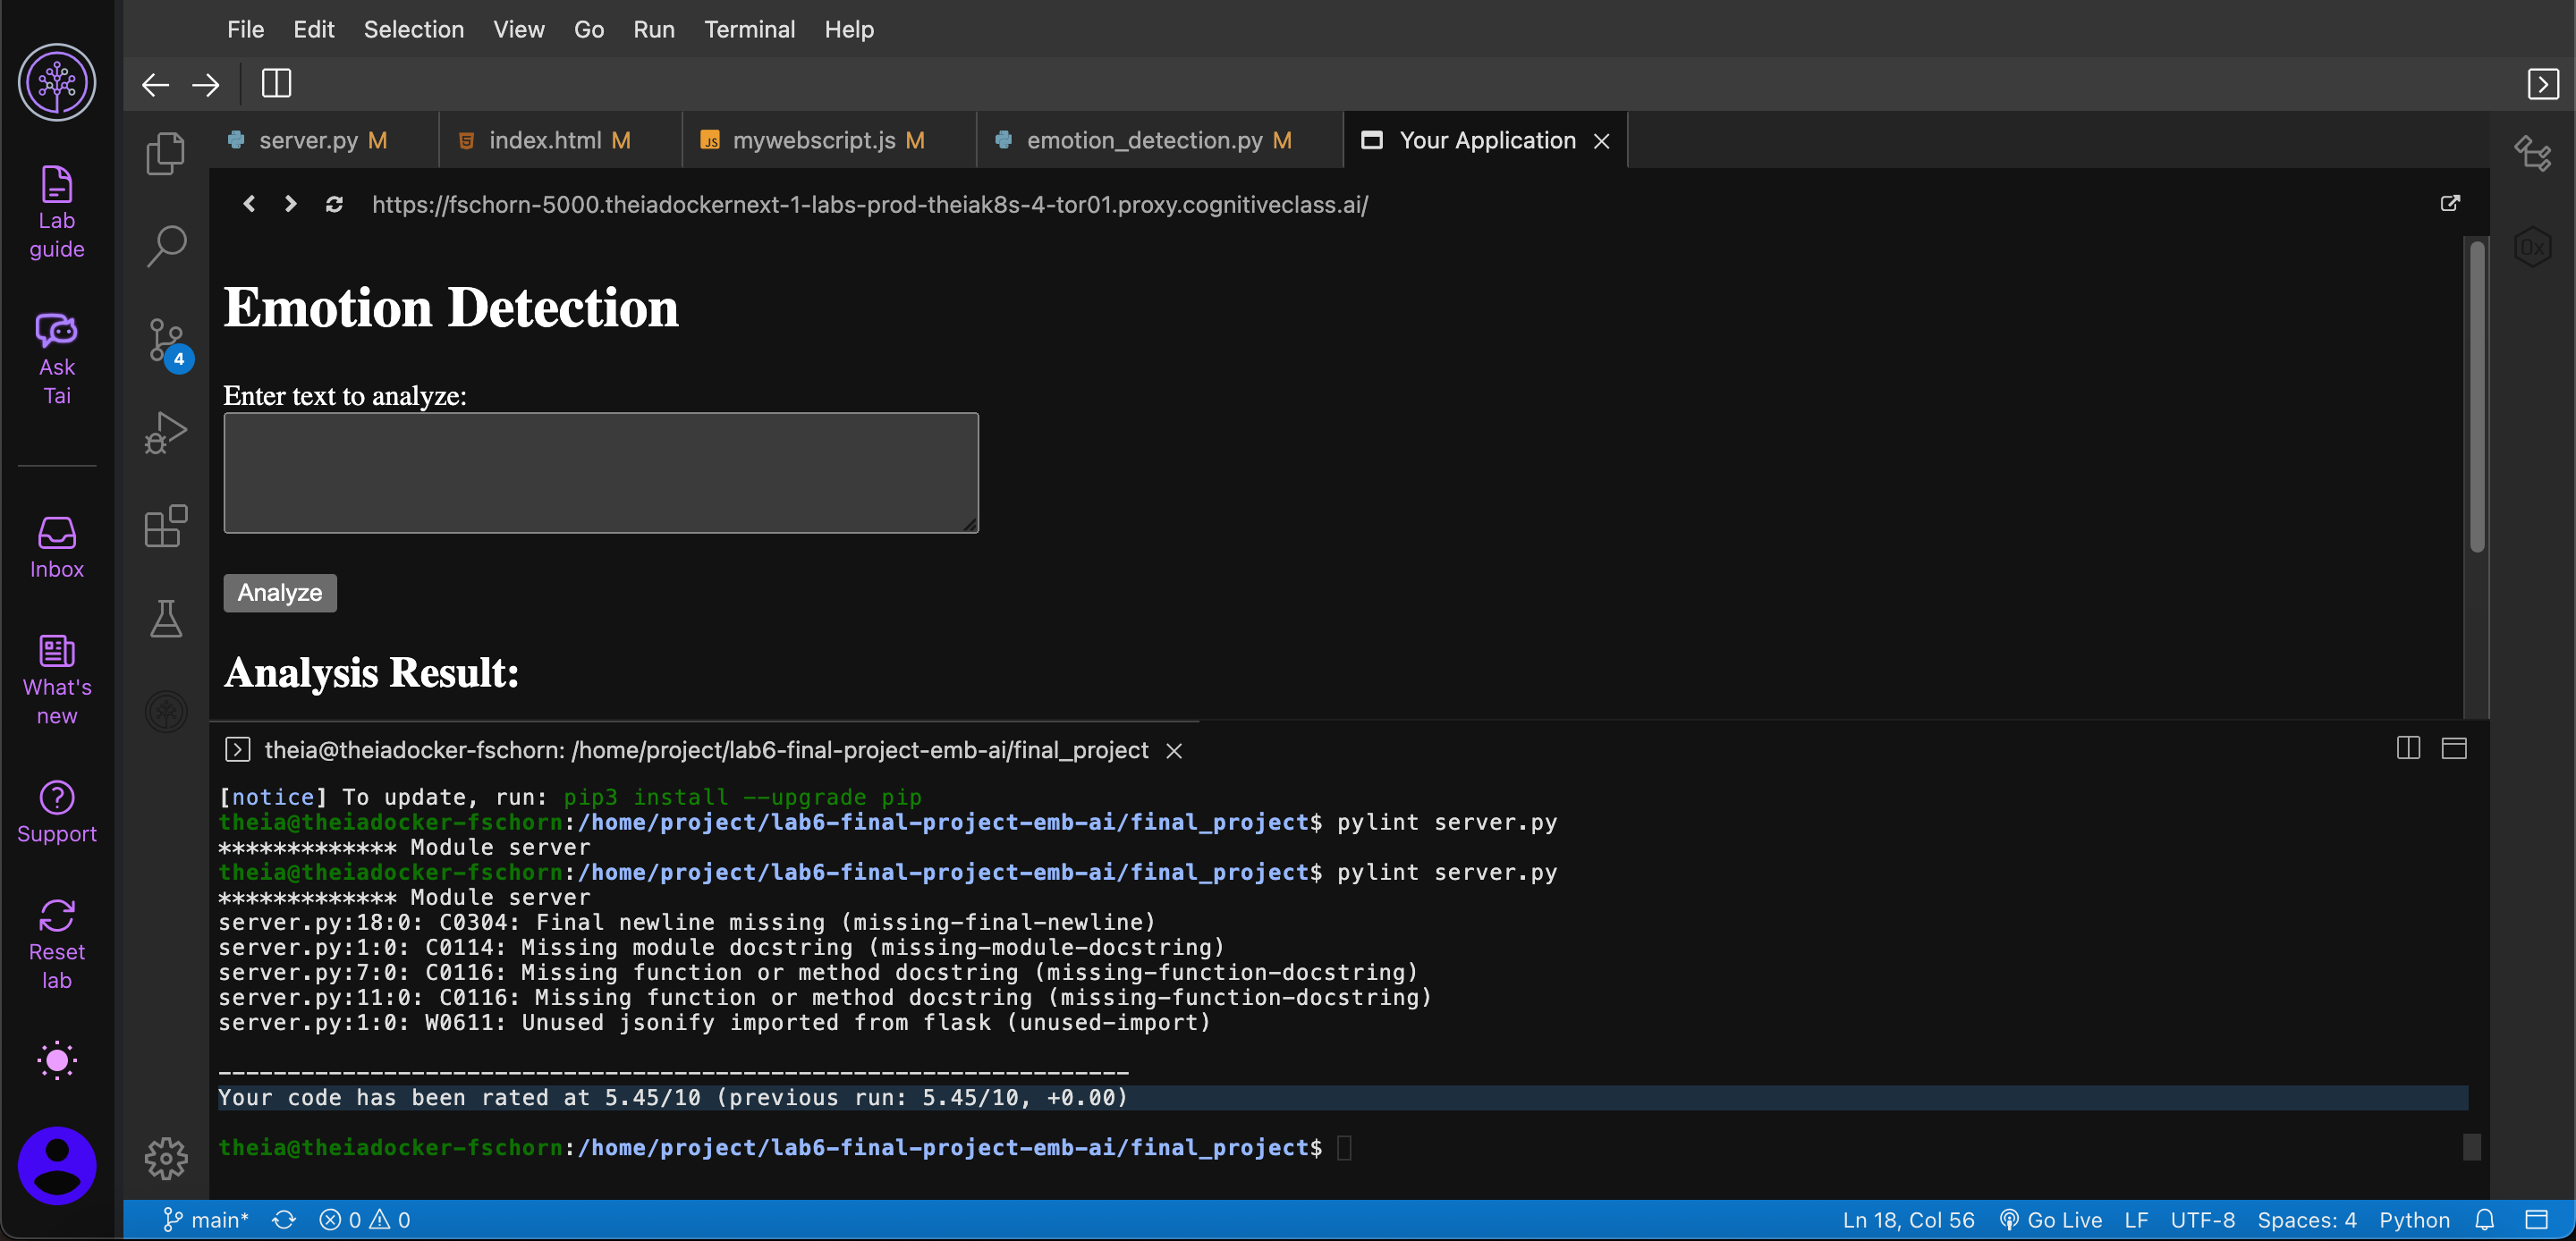 File Edit Selection View Go Run Terminal Help
server.py M index.html M JS mywebscript.js M emotion_detection.py M Your Application
https://fschorn-5000.theiadockernext-1-labs-prod-theiak8s-4-tor01.proxy.cognitiveclass.ai/
Lab
guide
Ask
Tai
Inbox
What's
new
Support
Reset
lab
4
0x
Emotion Detection
Enter text to analyze:
Analyze
Analysis Result:
theia@theiadocker-fschorn: /home/project/lab6-final-project-emb-ai/final_project
[notice] To update, run: pip3 install --upgrade pip
theia@theiadocker-fschorn:/home/project/lab6-final-project-emb-ai/final_project$ pylint server.py
************* Module server
theia@theiadocker-fschorn:/home/project/lab6-final-project-emb-ai/final_project$ pylint server.py
************* Module server
server.py:18:0: C0304: Final newline missing (missing-final-newline)
server.py:1:0: C0114: Missing module docstring (missing-module-docstring)
server.py:7:0: C0116: Missing function or method docstring (missing-function-docstring)
server.py:11:0: C0116: Missing function or method docstring (missing-function-docstring)
server.py:1:0: W0611: Unused jsonify imported from flask (unused-import)
------------------------------------------------------------------
Your code has been rated at 5.45/10 (previous run: 5.45/10, +0.00)
theia@theiadocker-fschorn:/home/project/lab6-final-project-emb-ai/final_project$
main* 0 0 Ln 18, Col 56 Go Live LF UTF-8 Spaces: 4 Python